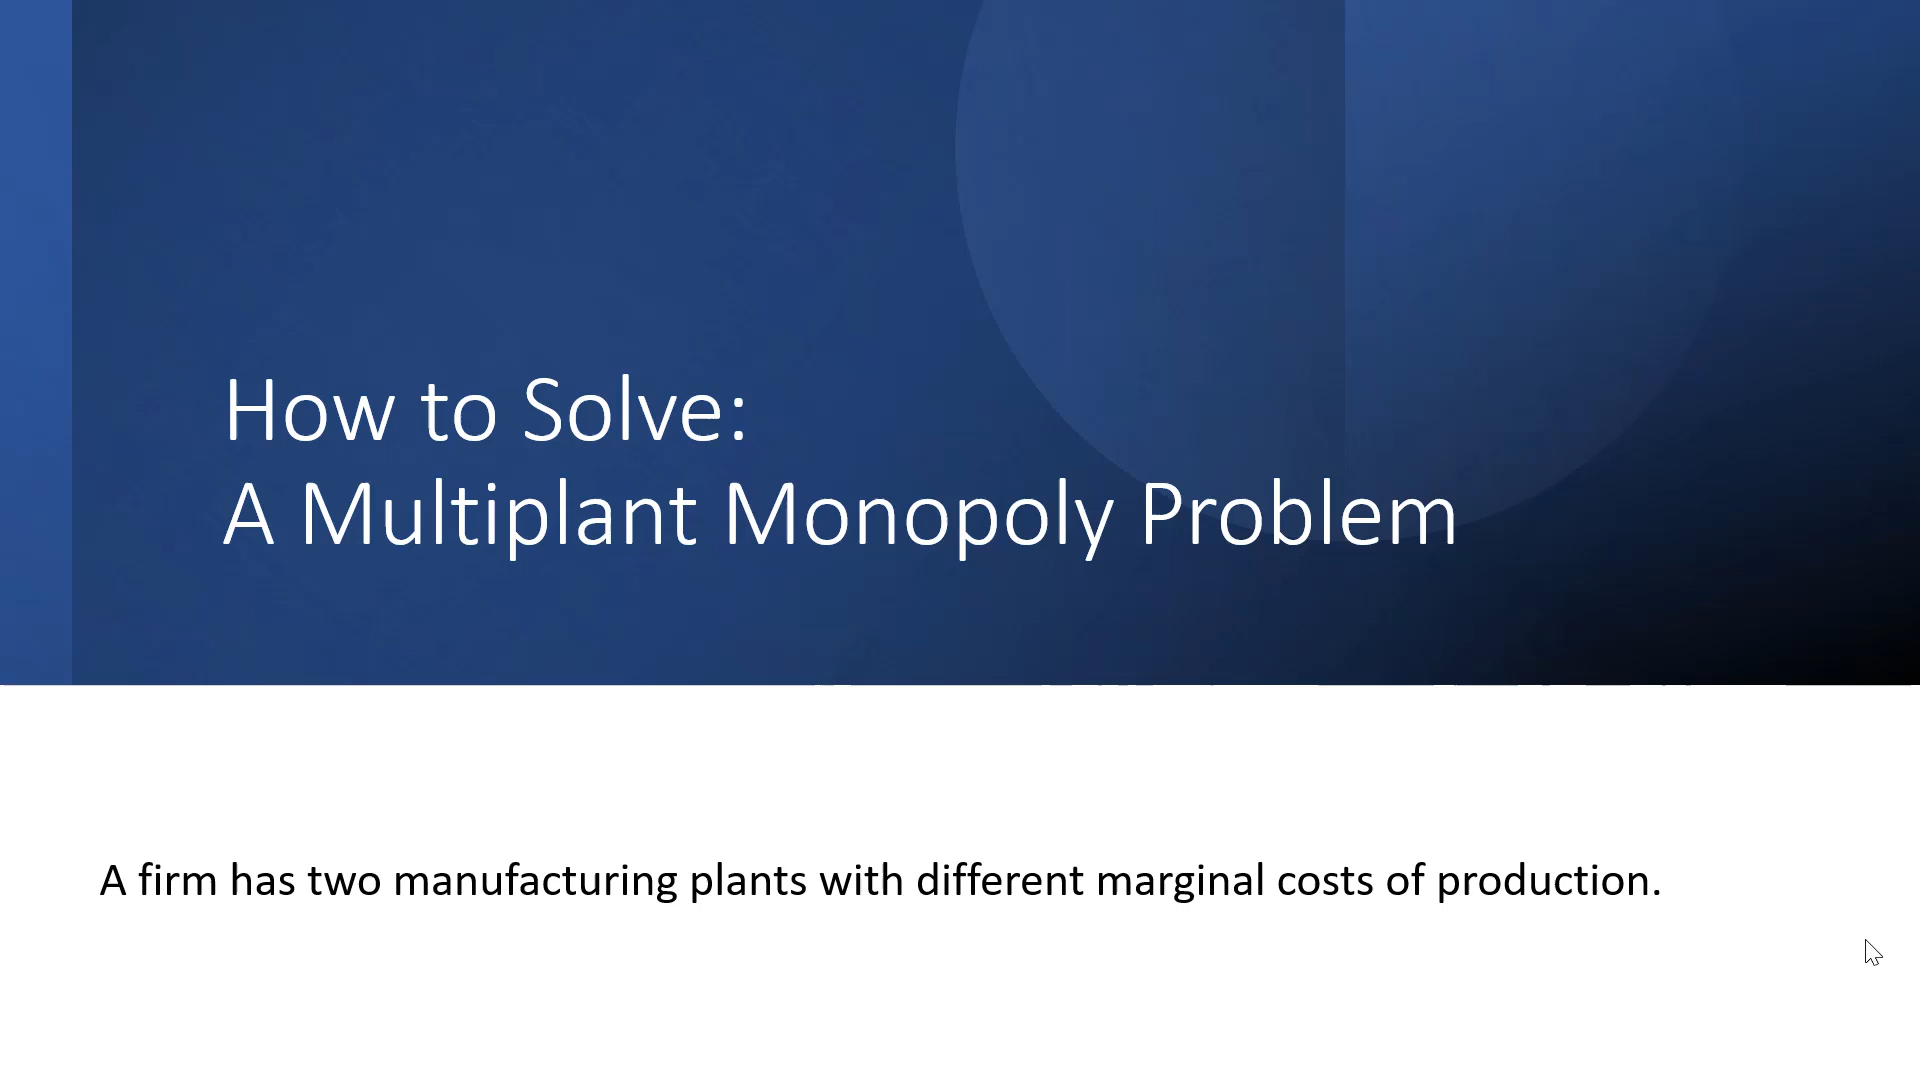 How to Solve:
A Multiplant Monopoly Problem
A firm has two manufacturing plants with different marginal costs of production.